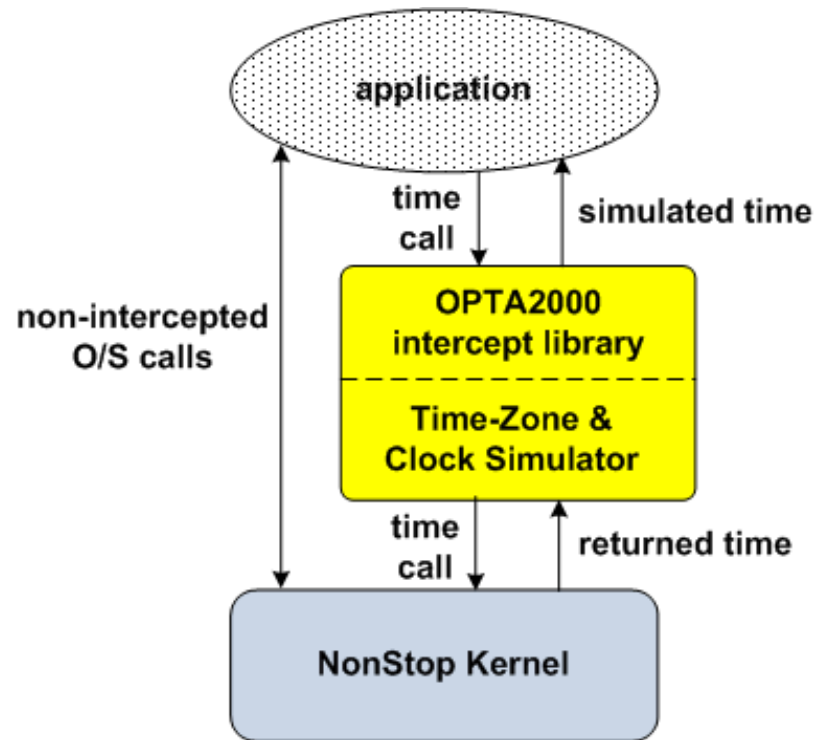 application
time
call
simulated time
non-intercepted
O/S calls
OPTA2000
intercept library
Time-Zone &
Clock Simulator
time
call
returned time
NonStop Kernel